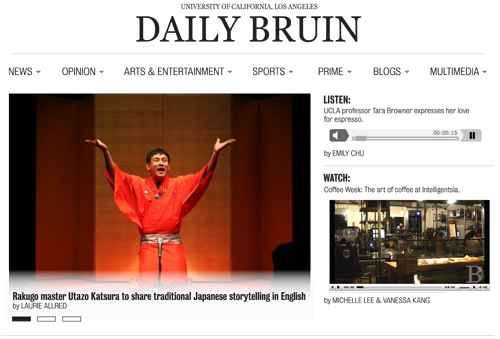 UNIVERSITY OF CALIFORNIA, LOS ANGELES
DAILY BRUIN
NEWS OPINION ARTS & ENTERTAINMENT SPORTS PRIME BLOGS MULTIMEDIA
LISTEN:
UCLA professor Tara Browner expresses her love
for espresso.
00:00:15
by EMILY CHU
WATCH:
Coffee Week: The art of coffee at Intelligentsia.
B
by MICHELLE LEE & VANESSA KANG
Rakugo master Utazo Katsura to share traditional Japanese storytelling in English
by LAURIE ALLRED